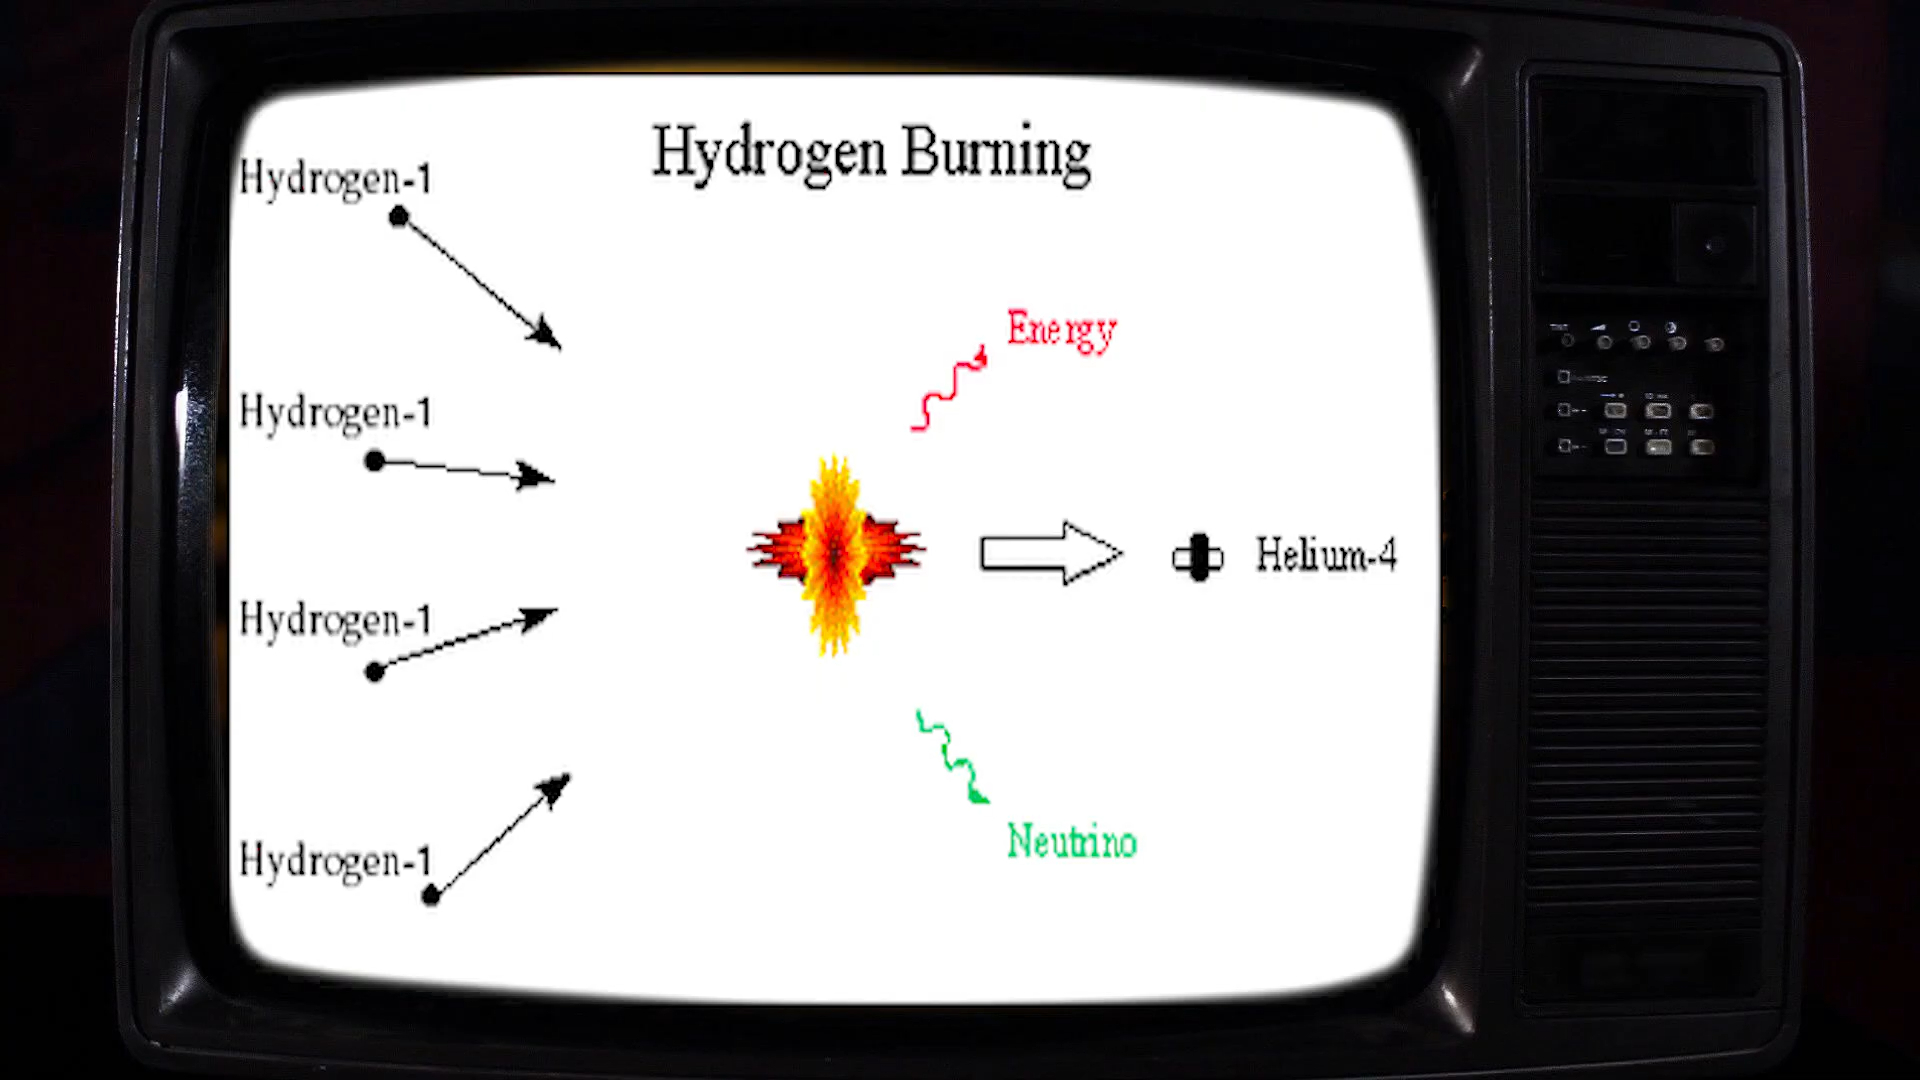 Hydrogen Burning
Hydrogen-1
Energy
Hydrogen-1
Helium-4
Hydrogen-1
Neutrino
Hydrogen-1